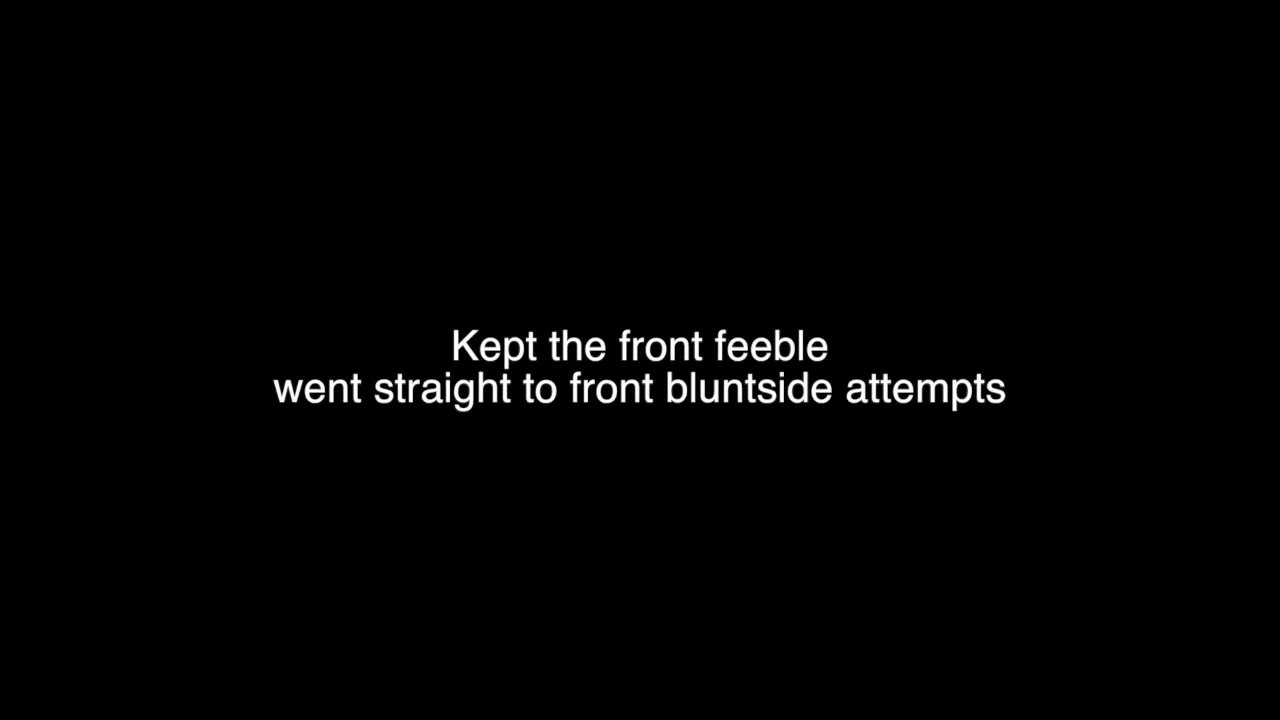 Kept the front feeble
went straight to front bluntside attempts